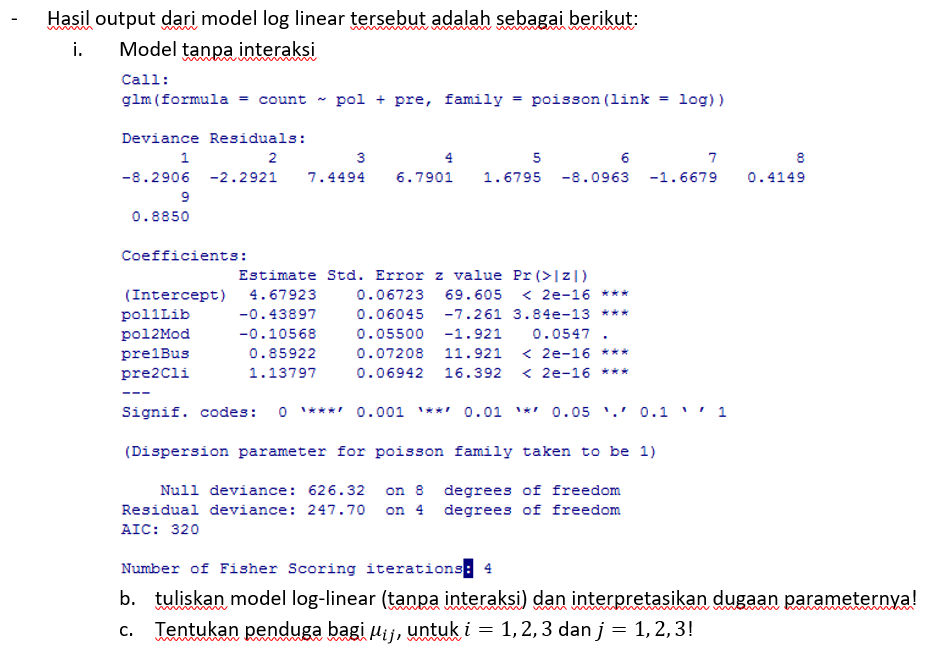 - Hasil output dari model log linear tersebut adalah sebagai berikut:
i. Model tanpa interaksi
Call:
glm(formula = count ~ pol + pre, family = poisson(link = log))
Deviance Residuals:
1 2 3 4 5 6 7 8
-8.2906 -2.2921 7.4494 6.7901 1.6795 -8.0963 -1.6679 0.4149
9
0.8850
Coefficients:
Estimate Std. Error z value Pr(>|z|)
(Intercept) 4.67923 0.06723 69.605 < 2e-16 ***
pol1Lib -0.43897 0.06045 -7.261 3.84e-13 ***
pol2Mod -0.10568 0.05500 -1.921 0.0547 .
pre1Bus 0.85922 0.07208 11.921 < 2e-16 ***
pre2Cli 1.13797 0.06942 16.392 < 2e-16 ***
---
Signif. codes: 0 ‘***’ 0.001 ‘**’ 0.01 ‘*’ 0.05 ‘.’ 0.1 ‘ ’ 1
(Dispersion parameter for poisson family taken to be 1)
Null deviance: 626.32 on 8 degrees of freedom
Residual deviance: 247.70 on 4 degrees of freedom
AIC: 320
Number of Fisher Scoring iterations: 4
b. tuliskan model log-linear (tanpa interaksi) dan interpretasikan dugaan parameternya!
c. Tentukan penduga bagi μij, untuk i = 1, 2, 3 dan j = 1, 2, 3!